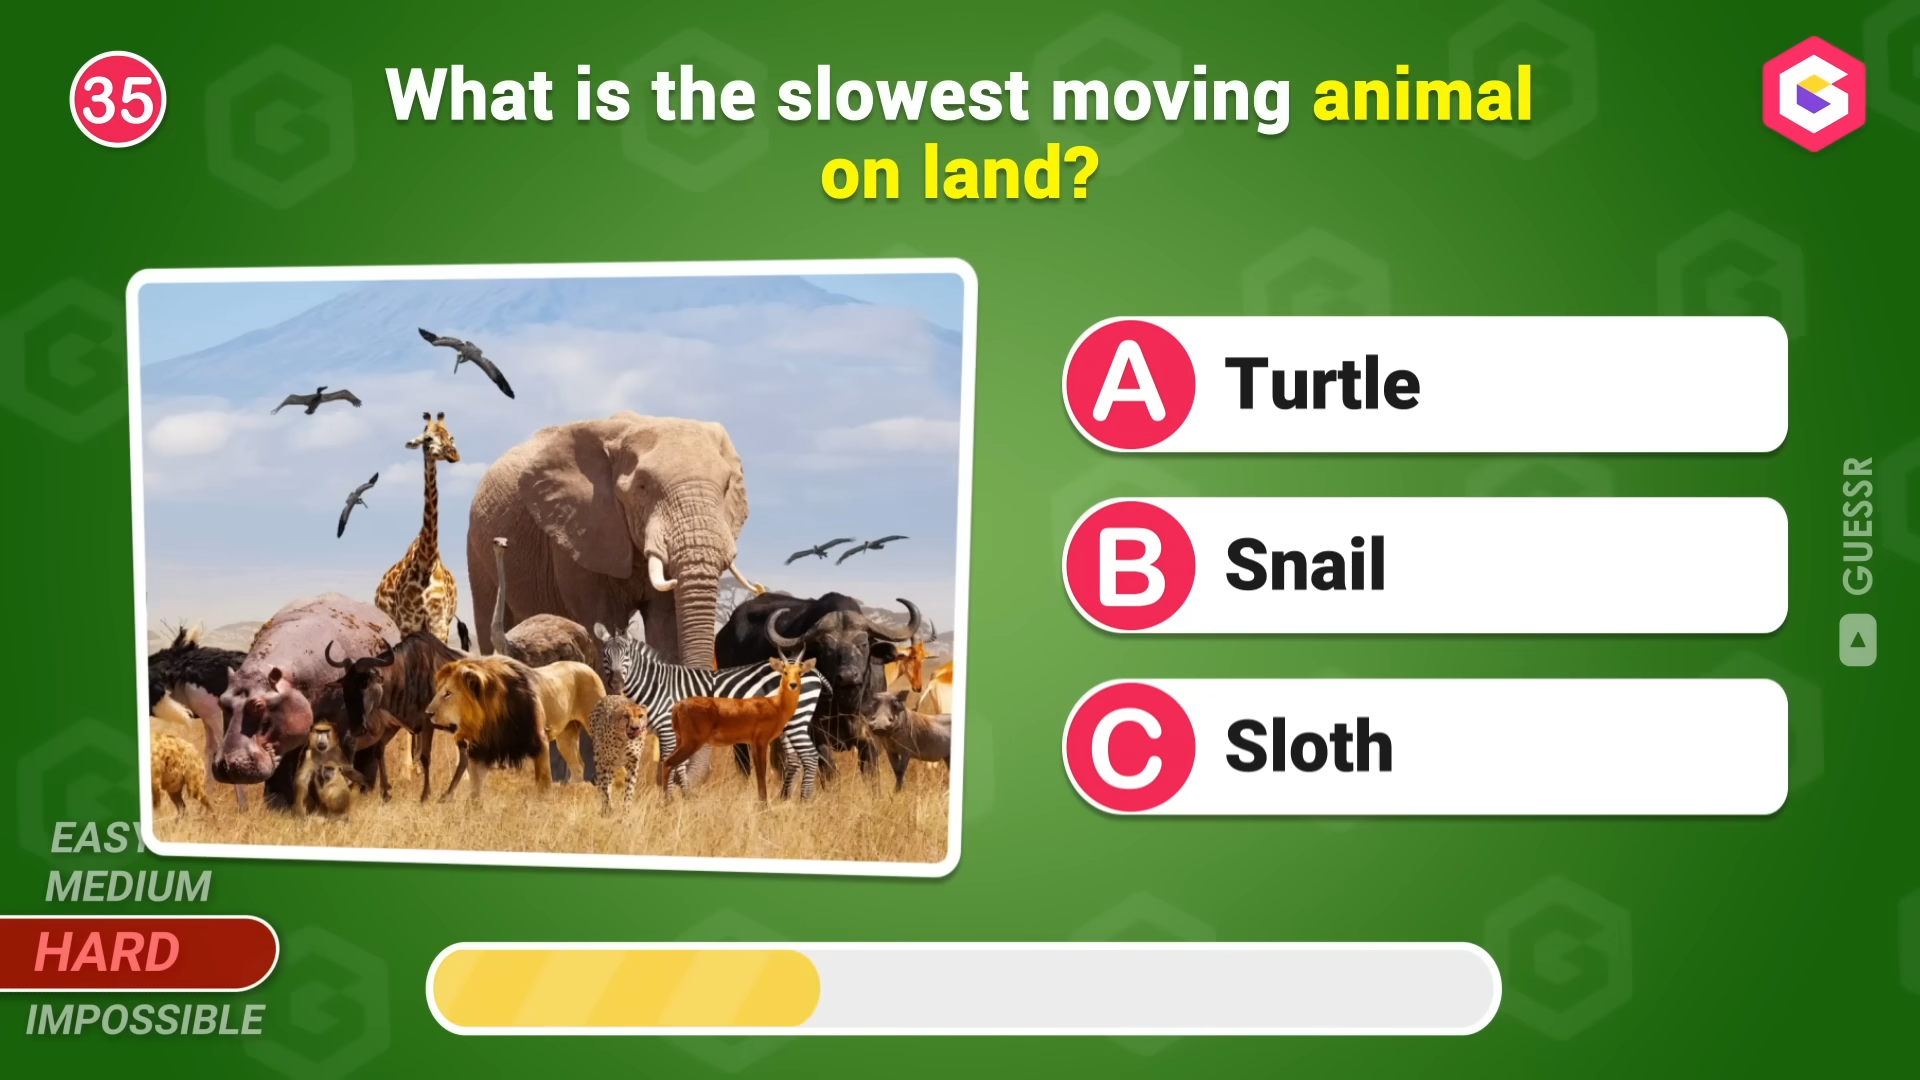 35
What is the slowest moving animal
on land?
A Turtle
B Snail
C Sloth
GUESSR
EASY
MEDIUM
HARD
IMPOSSIBLE